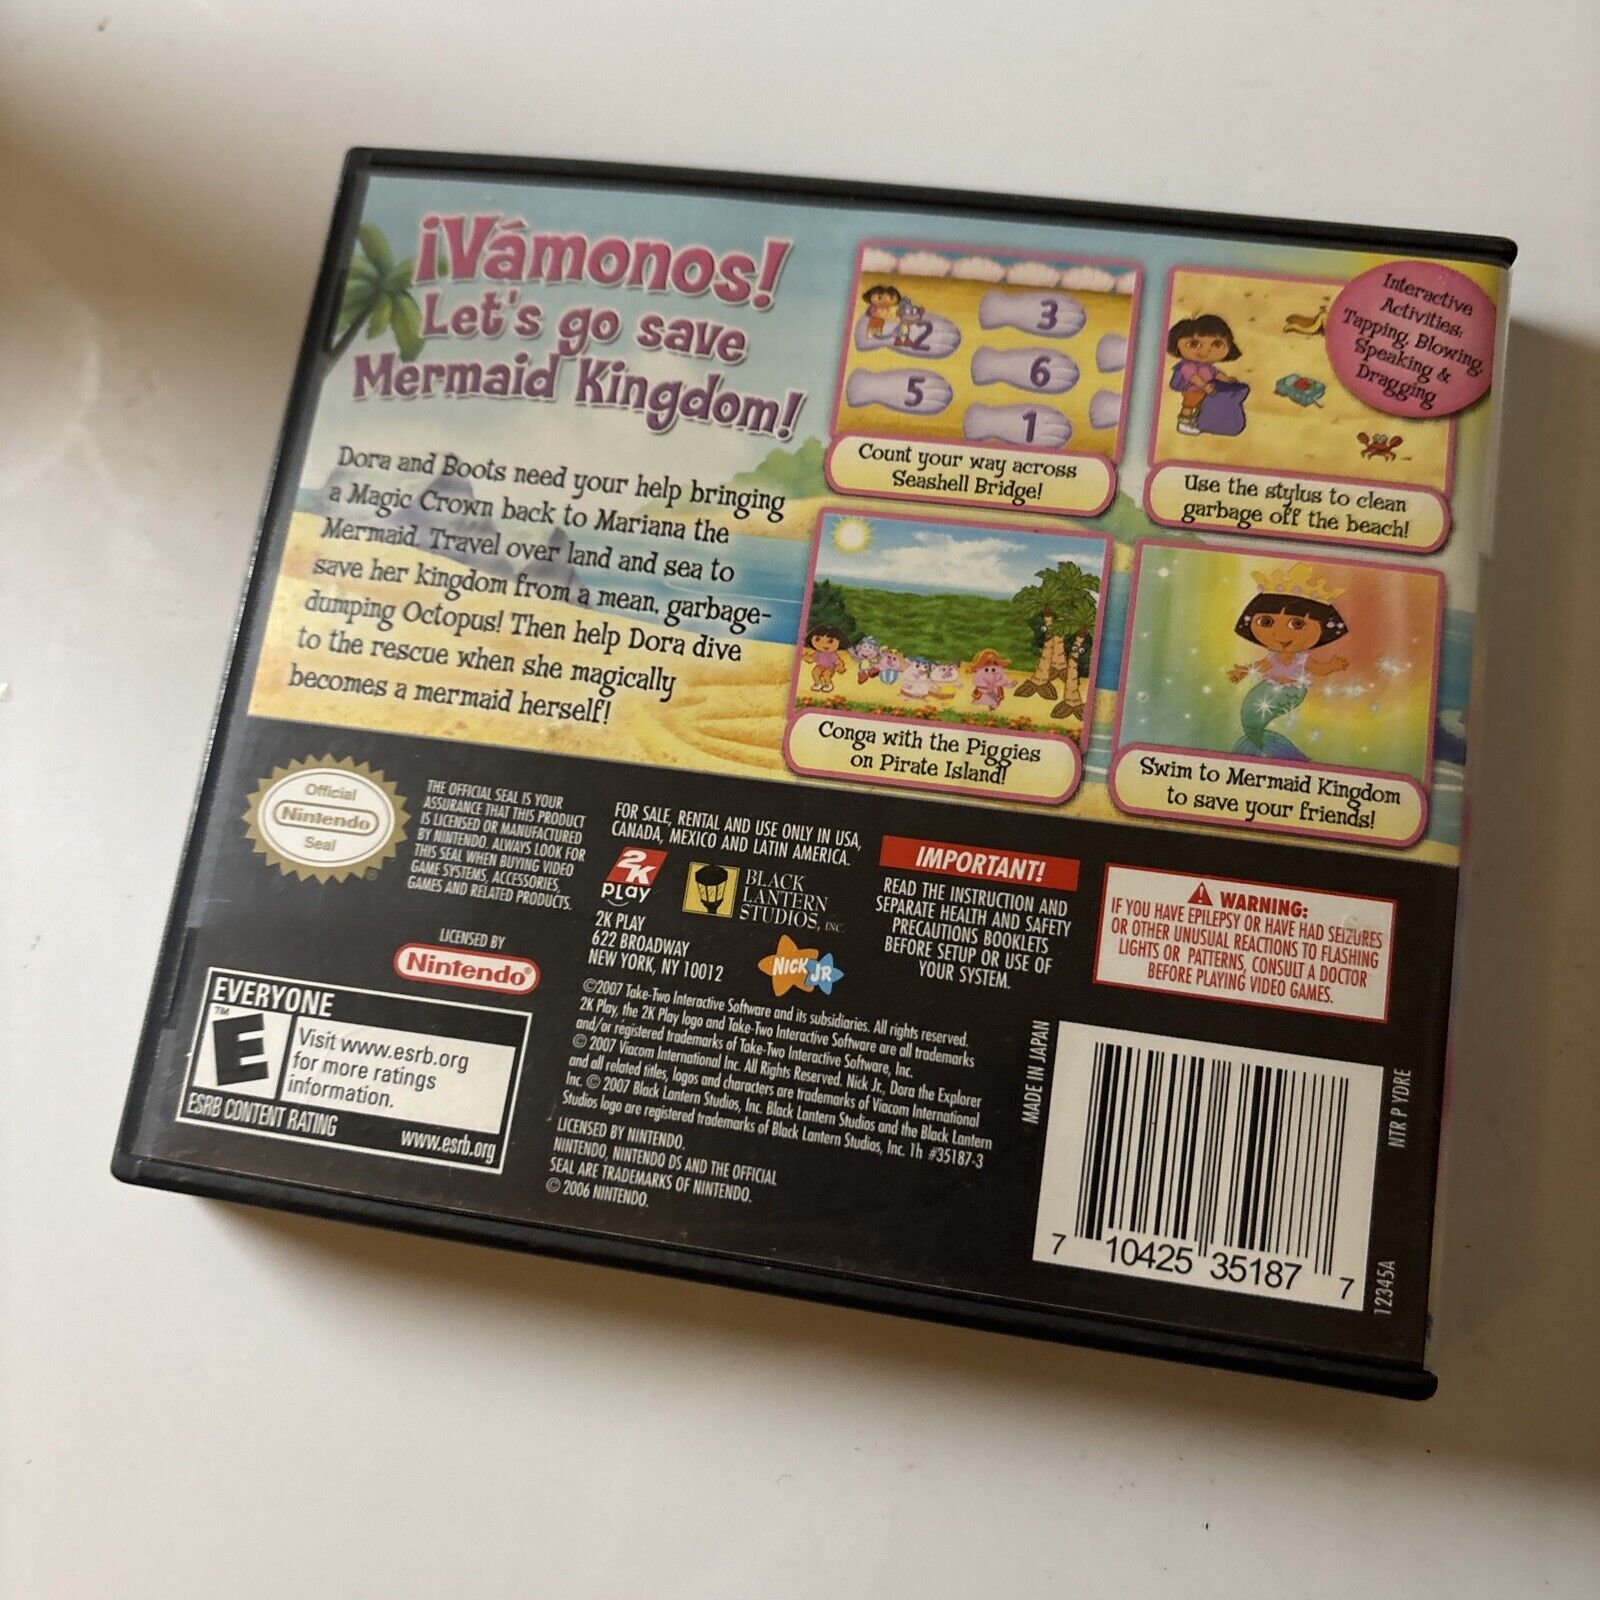 ¡Vámonos!
Let's go save
Mermaid Kingdom!
Dora and Boots need your help bringing
a Magic Crown back to Mariana the
Mermaid. Travel over land and sea to
save her kingdom from a mean, garbage-
dumping Octopus! Then help Dora dive
to the rescue when she magically
becomes a mermaid herself!
3
2
6
5
1
Count your way across
Seashell Bridge!
Interactive
Activities:
Tapping, Blowing,
Speaking &
Dragging
Use the stylus to clean
garbage off the beach!
Conga with the Piggies
on Pirate Island!
Swim to Mermaid Kingdom
to save your friends!
Official
Nintendo
Seal
THE OFFICIAL SEAL IS YOUR
ASSURANCE THAT THIS PRODUCT
IS LICENSED OR MANUFACTURED
BY NINTENDO. ALWAYS LOOK FOR
THIS SEAL WHEN BUYING VIDEO
GAME SYSTEMS, ACCESSORIES,
GAMES AND RELATED PRODUCTS.
LICENSED BY
Nintendo®
EVERYONE
E
TM
Visit www.esrb.org
for more ratings
information.
ESRB CONTENT RATING
www.esrb.org
FOR SALE, RENTAL AND USE ONLY IN USA,
CANADA, MEXICO AND LATIN AMERICA.
2K
PLAY
BLACK
LANTERN
STUDIOS, INC.
2K PLAY
622 BROADWAY
NEW YORK, NY 10012
NICK JR
©2007 Take-Two Interactive Software and its subsidiaries. All rights reserved.
2K Play, the 2K Play logo and Take-Two Interactive Software are all trademarks
and/or registered trademarks of Take-Two Interactive Software, Inc.
© 2007 Viacom International Inc. All Rights Reserved. Nick Jr., Dora the Explorer
and all related titles, logos and characters are trademarks of Viacom International
Inc. © 2007 Black Lantern Studios, Inc. Black Lantern Studios and the Black Lantern
Studios logo are registered trademarks of Black Lantern Studios, Inc. 1h #35187-3
LICENSED BY NINTENDO.
NINTENDO, NINTENDO DS AND THE OFFICIAL
SEAL ARE TRADEMARKS OF NINTENDO.
© 2006 NINTENDO.
IMPORTANT!
READ THE INSTRUCTION AND
SEPARATE HEALTH AND SAFETY
PRECAUTIONS BOOKLETS
BEFORE SETUP OR USE OF
YOUR SYSTEM.
WARNING:
IF YOU HAVE EPILEPSY OR HAVE HAD SEIZURES
OR OTHER UNUSUAL REACTIONS TO FLASHING
LIGHTS OR PATTERNS, CONSULT A DOCTOR
BEFORE PLAYING VIDEO GAMES.
MADE IN JAPAN
7 10425 35187 7
NTR P YDRE
12345A